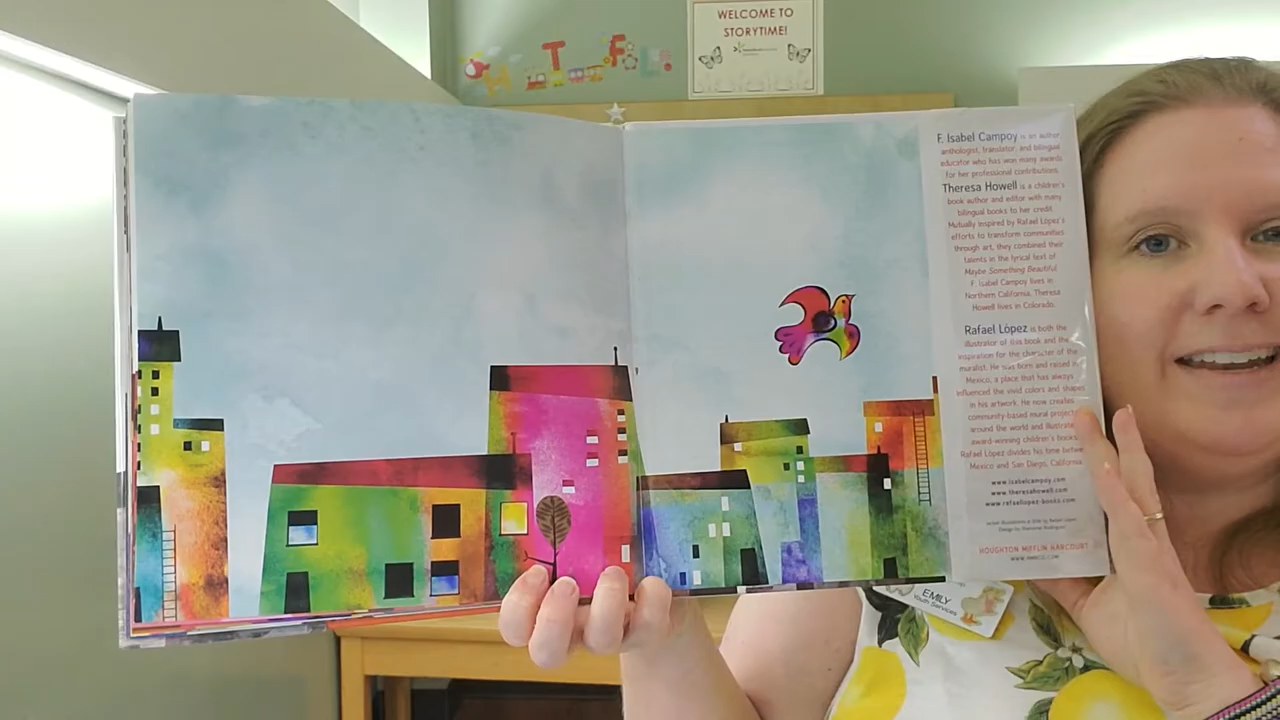 WELCOME TO
STORYTIME!
F. Isabel Campoy is an author,
anthologist, translator, and bilingual
educator who has won many awards
for her professional contributions.
Theresa Howell is a children's
book author and editor with many
bilingual books to her credit.
Mutually inspired by Rafael López's
efforts to transform communities
through art, they combined their
talents in the lyrical text of
Maybe Something Beautiful.
F. Isabel Campoy lives in
Northern California. Theresa
Howell lives in Colorado.
Rafael López is both the
illustrator of this book and the
inspiration for the character of the
muralist. He was born and raised in
Mexico, a place that has always
influenced the vivid colors and shapes
in his artwork. He now creates
community-based mural projects
around the world and illustrates
award-winning children's books.
Rafael López divides his time between
Mexico and San Diego, California.
www.isabelcampoy.com
www.theresahowell.com
www.rafaellopez-books.com
HOUGHTON MIFFLIN HARCOURT
EMILY
Youth Services